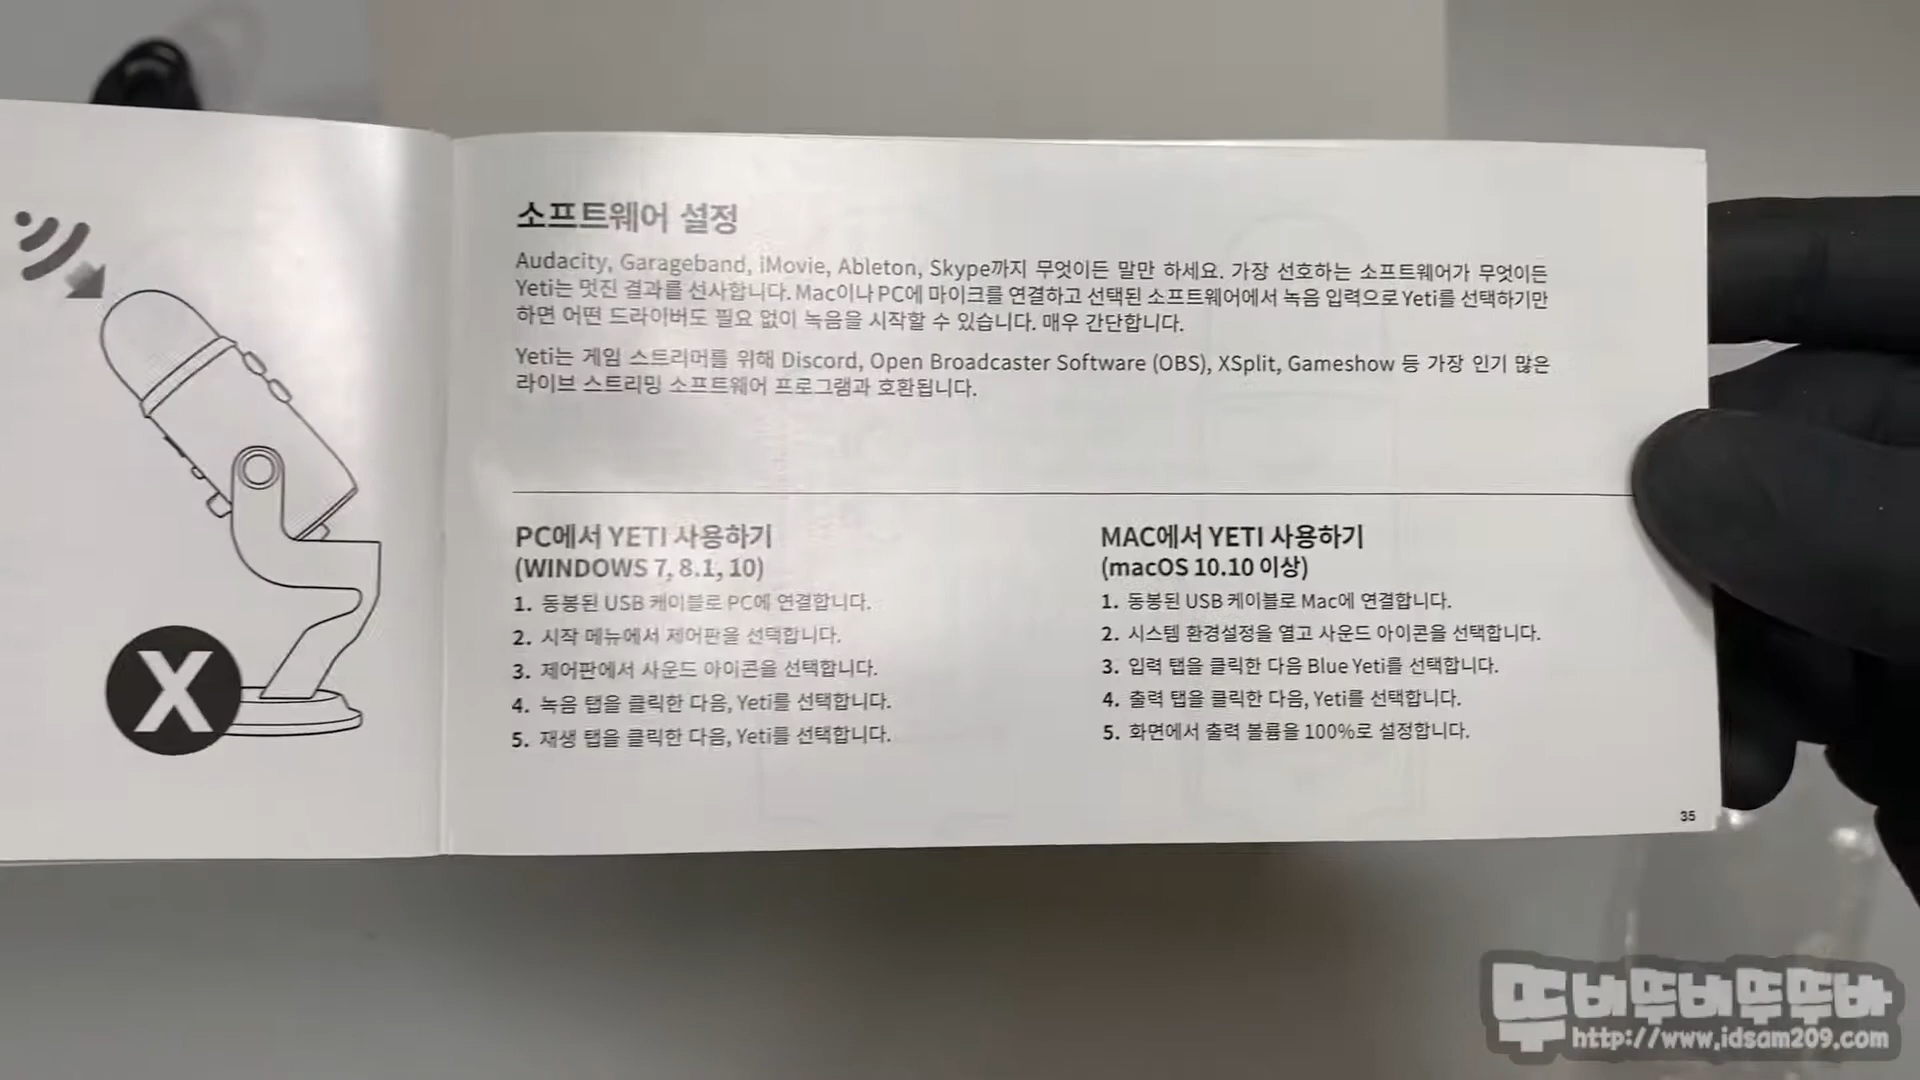 소프트웨어 설정
Audacity, Garageband, iMovie, Ableton, Skype까지 무엇이든 말만 하세요. 가장 선호하는 소프트웨어가 무엇이든
Yeti는 멋진 결과를 선사합니다. Mac이나 PC에 마이크를 연결하고 선택된 소프트웨어에서 녹음 입력으로 Yeti를 선택하기만
하면 어떤 드라이버도 필요 없이 녹음을 시작할 수 있습니다. 매우 간단합니다.
Yeti는 게임 스트리머를 위해 Discord, Open Broadcaster Software (OBS), XSplit, Gameshow 등 가장 인기 많은
라이브 스트리밍 소프트웨어 프로그램과 호환됩니다.
PC에서 YETI 사용하기
(WINDOWS 7, 8.1, 10)
1. 동봉된 USB 케이블로 PC에 연결합니다.
2. 시작 메뉴에서 제어판을 선택합니다.
3. 제어판에서 사운드 아이콘을 선택합니다.
4. 녹음 탭을 클릭한 다음, Yeti를 선택합니다.
5. 재생 탭을 클릭한 다음, Yeti를 선택합니다.
MAC에서 YETI 사용하기
(macOS 10.10 이상)
1. 동봉된 USB 케이블로 Mac에 연결합니다.
2. 시스템 환경설정을 열고 사운드 아이콘을 선택합니다.
3. 입력 탭을 클릭한 다음 Blue Yeti를 선택합니다.
4. 출력 탭을 클릭한 다음, Yeti를 선택합니다.
5. 화면에서 출력 볼륨을 100%로 설정합니다.
X
35
뚜버뚜버뚜뚜바
http://www.idsam209.com